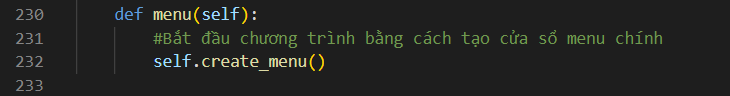 230 def menu(self):
231 #Bắt đầu chương trình bằng cách tạo cửa sổ menu chính
232 self.create_menu()
233